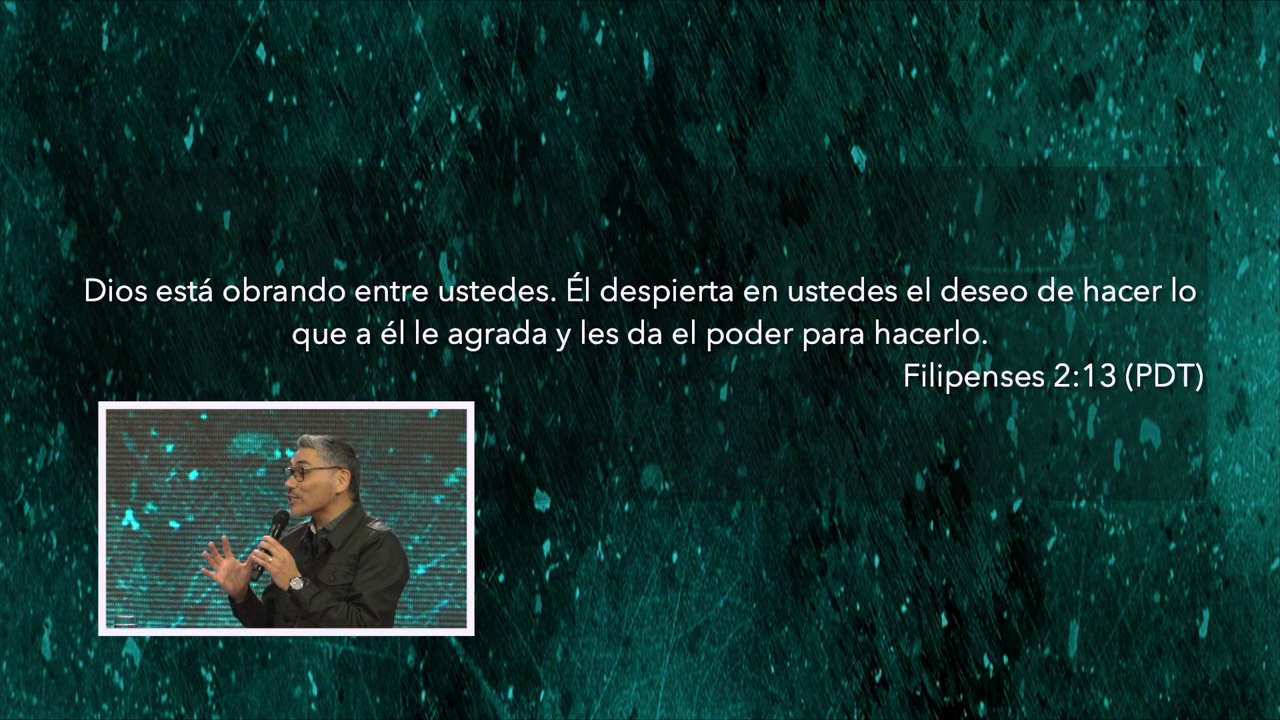 Dios está obrando entre ustedes. Él despierta en ustedes el deseo de hacer lo
que a él le agrada y les da el poder para hacerlo.
Filipenses 2:13 (PDT)